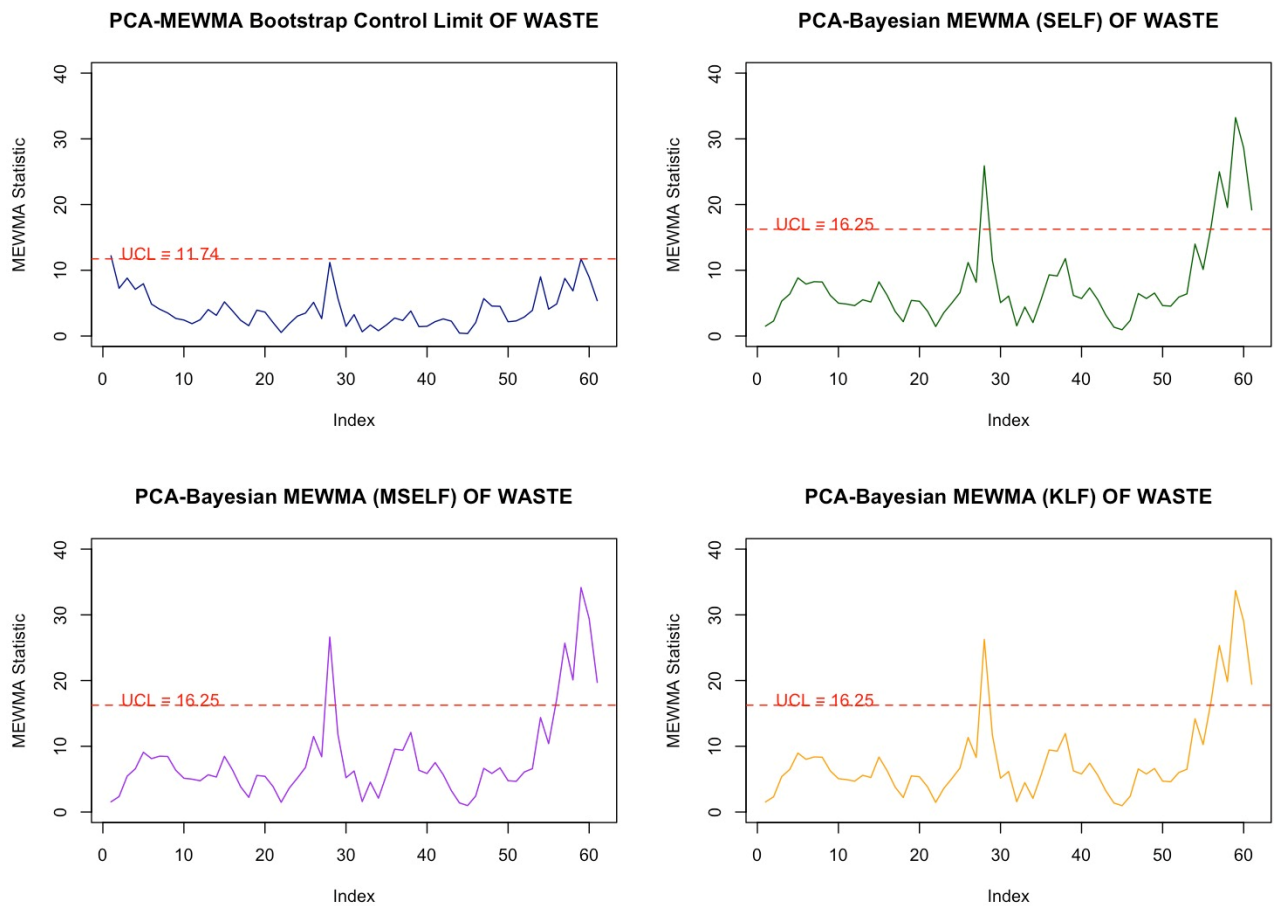 PCA-MEWMA Bootstrap Control Limit OF WASTE
MEWMA Statistic
40
30
20
10
0
UCL = 11.74
0 10 20 30 40 50 60
Index
PCA-Bayesian MEWMA (SELF) OF WASTE
MEWMA Statistic
40
30
20
10
0
UCL = 16.25
0 10 20 30 40 50 60
Index
PCA-Bayesian MEWMA (MSELF) OF WASTE
MEWMA Statistic
40
30
20
10
0
UCL = 16.25
0 10 20 30 40 50 60
Index
PCA-Bayesian MEWMA (KLF) OF WASTE
MEWMA Statistic
40
30
20
10
0
UCL = 16.25
0 10 20 30 40 50 60
Index